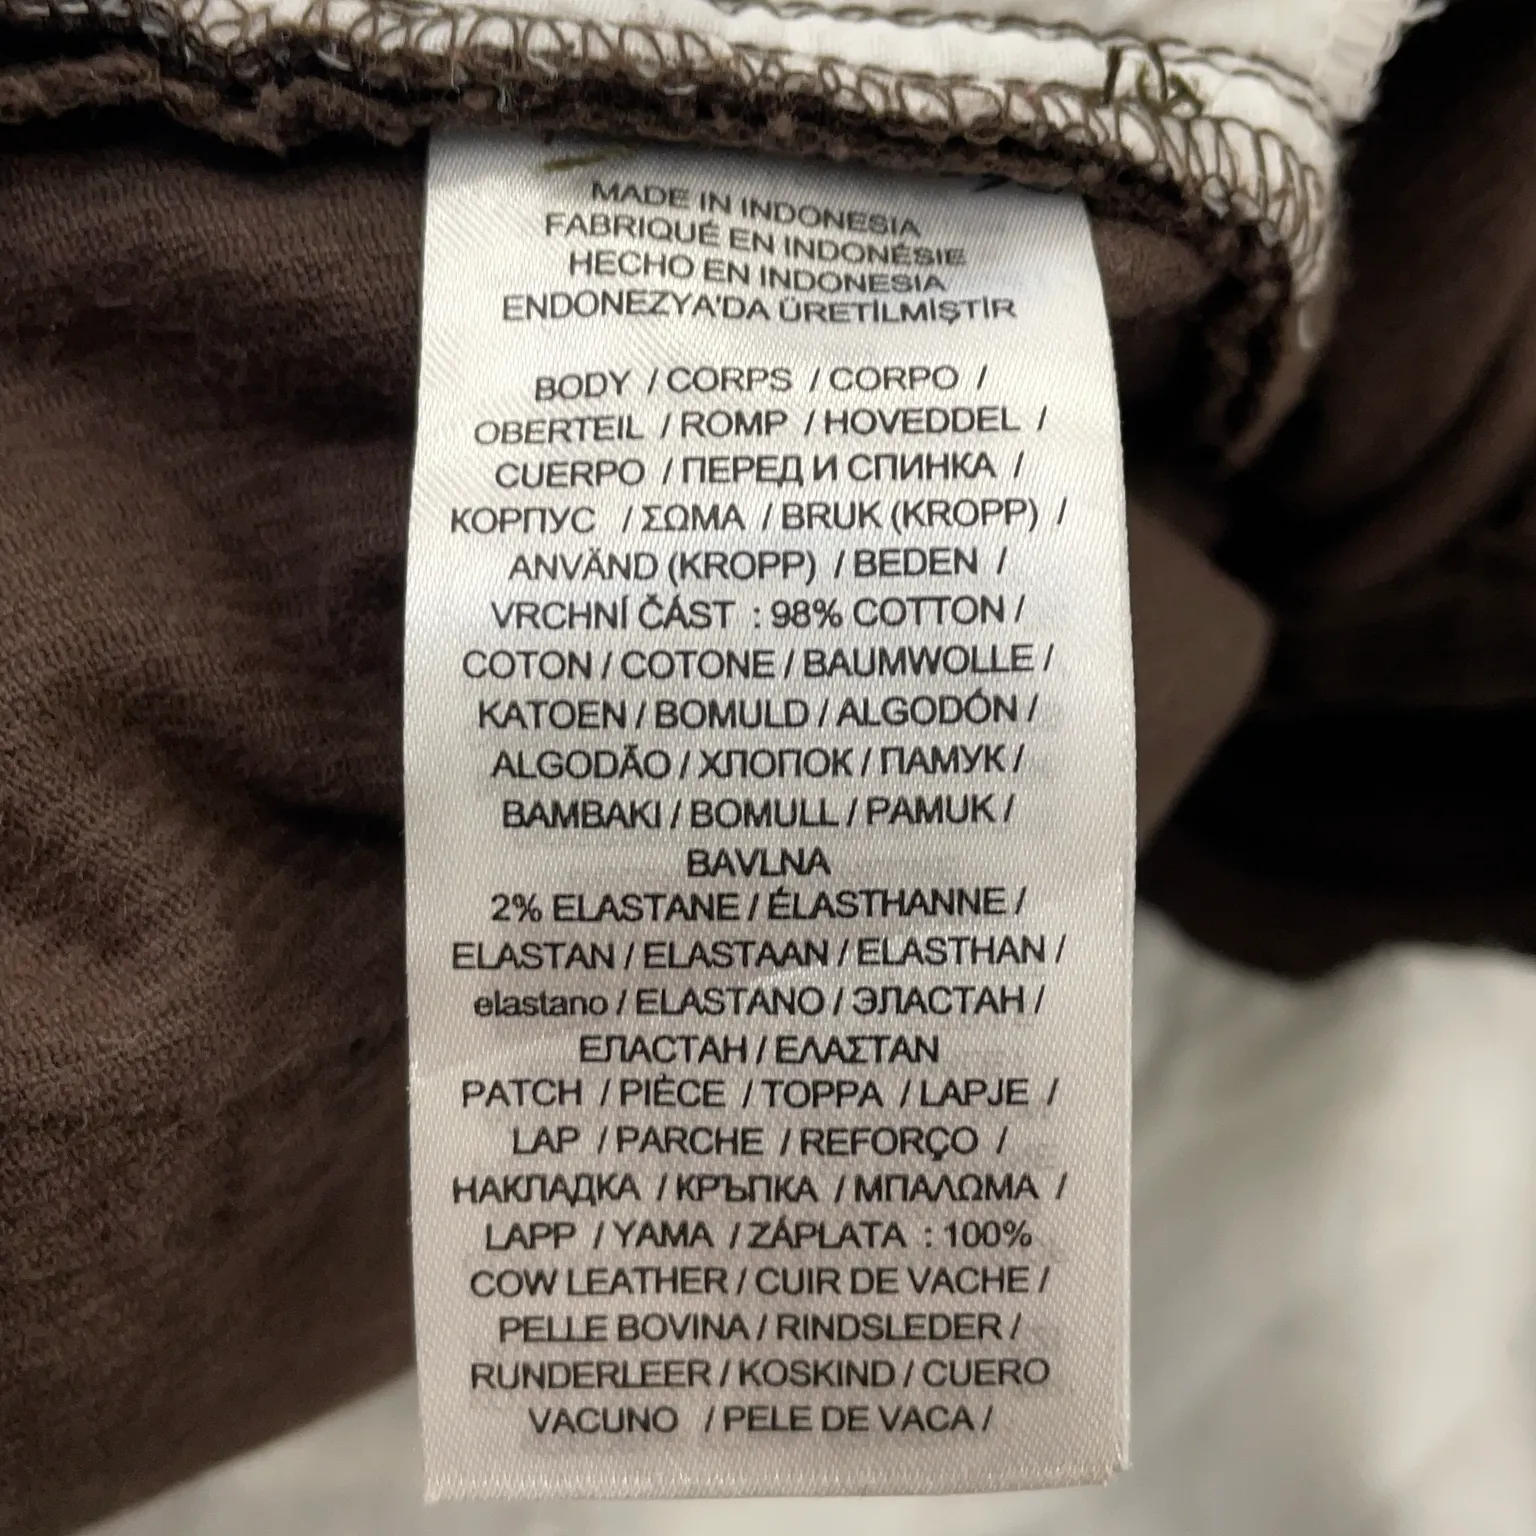 MADE IN INDONESIA
FABRIQUÉ EN INDONÉSIE
HECHO EN INDONESIA
ENDONEZYA'DA ÜRETİLMİŞTİR
BODY / CORPS / CORPO /
OBERTEIL / ROMP / HOVEDDEL /
CUERPO / ПЕРЕД И СПИНКА /
КОРПУС / ΣΩΜΑ / BRUK (KROPP) /
ANVÄND (KROPP) / BEDEN /
VRCHNÍ ČÁST : 98% COTTON /
COTON / COTONE / BAUMWOLLE /
KATOEN / BOMULD / ALGODÓN /
ALGODÃO / ХЛОПОК / ПАМУК /
ΒΑΜΒΑΚΙ / BOMULL / PAMUK /
BAVLNA
2% ELASTANE / ÉLASTHANNE /
ELASTAN / ELASTAAN / ELASTHAN /
elastano / ELASTANO / ЭЛАСТАН /
ЕЛАСТАН / ΕΛΑΣΤΑΝ
PATCH / PIÈCE / TOPPA / LAPJE /
LAP / PARCHE / REFORÇO /
НАКЛАДКА / КРЪПКА / ΜΠΑΛΩΜΑ /
LAPP / YAMA / ZÁPLATA : 100%
COW LEATHER / CUIR DE VACHE /
PELLE BOVINA / RINDSLEDER /
RUNDERLEER / KOSKIND / CUERO
VACUNO / PELE DE VACA /